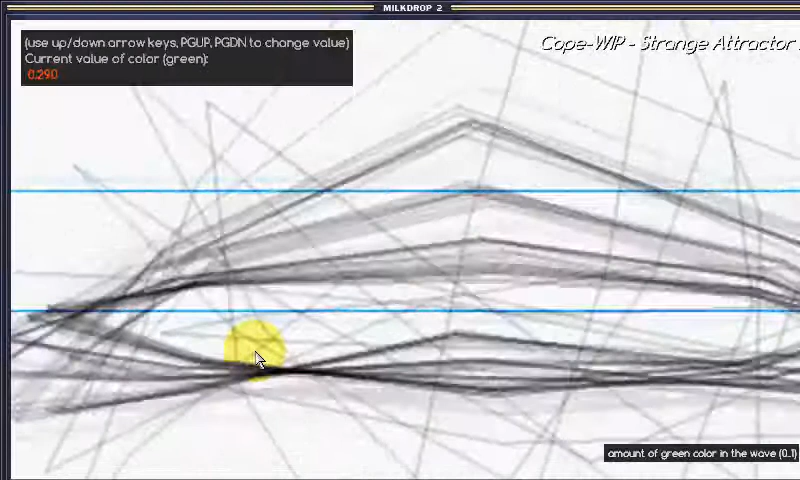 MILKDROP 2
(use up/down arrow keys, PGUP, PGDN to change value)
Current value of color (green):
0.290
Cope-WIP - Strange Attractor
amount of green color in the wave (0..1)